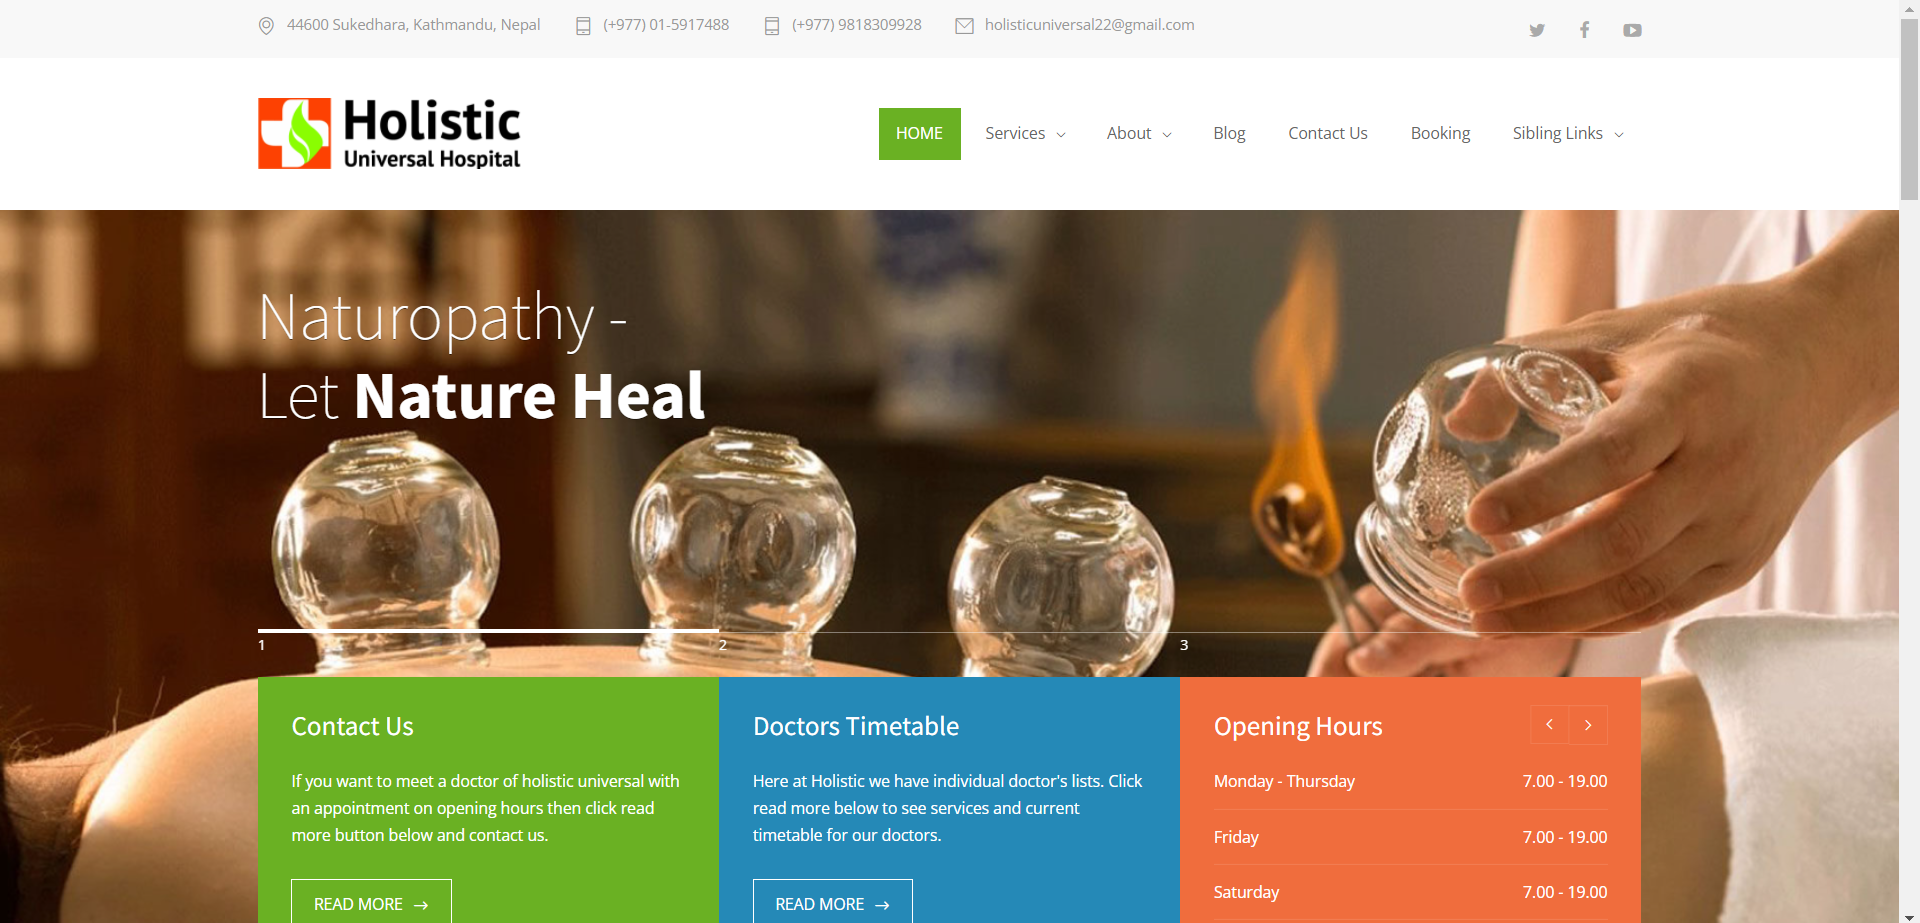 44600 Sukedhara, Kathmandu, Nepal (+977) 01-5917488 (+977) 9818309928 holisticuniversal22@gmail.com
Holistic
Universal Hospital
HOME Services About Blog Contact Us Booking Sibling Links
Naturopathy -
Let Nature Heal
1 2 3
Contact Us
If you want to meet a doctor of holistic universal with
an appointment on opening hours then click read
more button below and contact us.
READ MORE →
Doctors Timetable
Here at Holistic we have individual doctor's lists. Click
read more below to see services and current
timetable for our doctors.
READ MORE →
Opening Hours
Monday - Thursday 7.00 - 19.00
Friday 7.00 - 19.00
Saturday 7.00 - 19.00